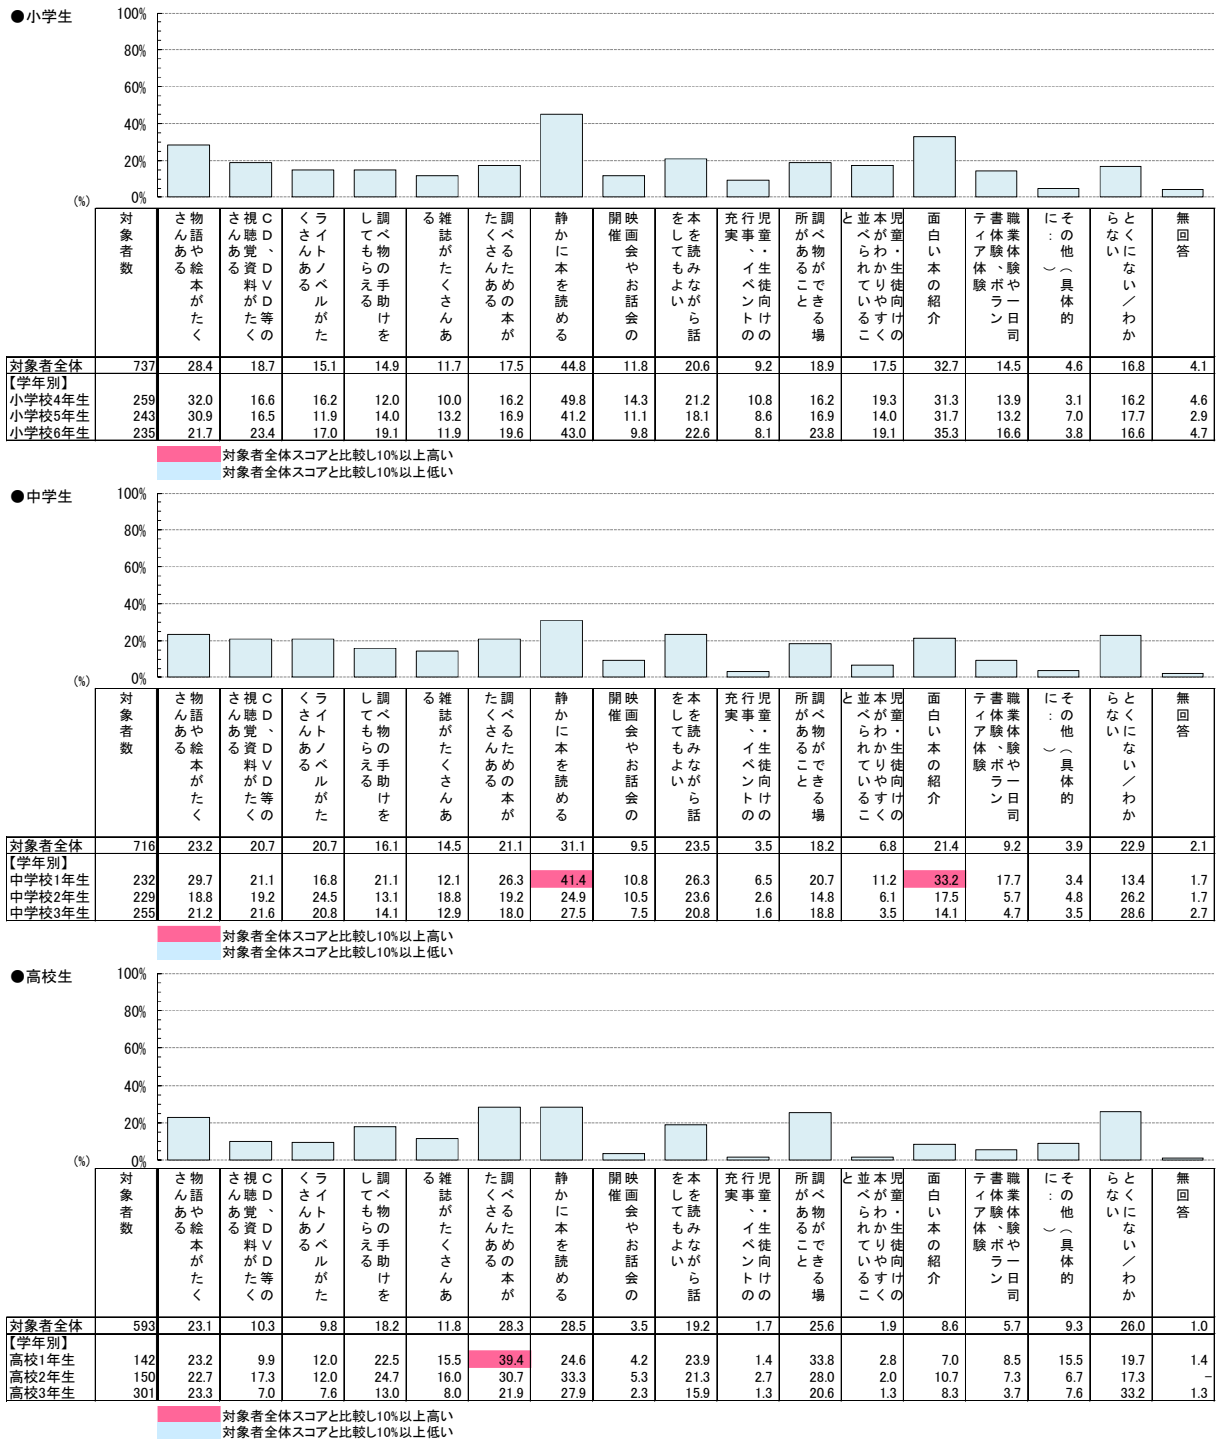 ●小学生
100%
80%
60%
40%
20%
0%
(%)
対象者数
物語や絵本がたくさんある
CD、DVD等の視聴覚資料がたくさんある
ライトノベルがたくさんある
調べ物の手助けをしてもらえる
雑誌がたくさんある
調べるための本がたくさんある
静かに本を読める
映画会やお話会の開催
本を読みながら話をしてもよい
児童・生徒向けの行事、イベントの充実
調べ物ができる場所があること
児童・生徒向けの本がわかりやすく並べられていること
面白い本の紹介
職業体験や一日司書体験、ボランティア体験
その他(具体的に:)
とくにない/わからない
無回答
対象者全体 737 28.4 18.7 15.1 14.9 11.7 17.5 44.8 11.8 20.6 9.2 18.9 17.5 32.7 14.5 4.6 16.8 4.1
【学年別】
小学校4年生 259 32.0 16.6 16.2 12.0 10.0 16.2 49.8 14.3 21.2 10.8 16.2 19.3 31.3 13.9 3.1 16.2 4.6
小学校5年生 243 30.9 16.5 11.9 14.0 13.2 16.9 41.2 11.1 18.1 8.6 16.9 14.0 31.7 13.2 7.0 17.7 2.9
小学校6年生 235 21.7 23.4 17.0 19.1 11.9 19.6 43.0 9.8 22.6 8.1 23.8 19.1 35.3 16.6 3.8 16.6 4.7
対象者全体スコアと比較し10%以上高い
対象者全体スコアと比較し10%以上低い
●中学生
100%
80%
60%
40%
20%
0%
(%)
対象者数
物語や絵本がたくさんある
CD、DVD等の視聴覚資料がたくさんある
ライトノベルがたくさんある
調べ物の手助けをしてもらえる
雑誌がたくさんある
調べるための本がたくさんある
静かに本を読める
映画会やお話会の開催
本を読みながら話をしてもよい
児童・生徒向けの行事、イベントの充実
調べ物ができる場所があること
児童・生徒向けの本がわかりやすく並べられていること
面白い本の紹介
職業体験や一日司書体験、ボランティア体験
その他(具体的に:)
とくにない/わからない
無回答
対象者全体 716 23.2 20.7 20.7 16.1 14.5 21.1 31.1 9.5 23.5 3.5 18.2 6.8 21.4 9.2 3.9 22.9 2.1
【学年別】
中学校1年生 232 29.7 21.1 16.8 21.1 12.1 26.3 41.4 10.8 26.3 6.5 20.7 11.2 33.2 17.7 3.4 13.4 1.7
中学校2年生 229 18.8 19.2 24.5 13.1 18.8 19.2 24.9 10.5 23.6 2.6 14.8 6.1 17.5 5.7 4.8 26.2 1.7
中学校3年生 255 21.2 21.6 20.8 14.1 12.9 18.0 27.5 7.5 20.8 1.6 18.8 3.5 14.1 4.7 3.5 28.6 2.7
対象者全体スコアと比較し10%以上高い
対象者全体スコアと比較し10%以上低い
●高校生
100%
80%
60%
40%
20%
0%
(%)
対象者数
物語や絵本がたくさんある
CD、DVD等の視聴覚資料がたくさんある
ライトノベルがたくさんある
調べ物の手助けをしてもらえる
雑誌がたくさんある
調べるための本がたくさんある
静かに本を読める
映画会やお話会の開催
本を読みながら話をしてもよい
児童・生徒向けの行事、イベントの充実
調べ物ができる場所があること
児童・生徒向けの本がわかりやすく並べられていること
面白い本の紹介
職業体験や一日司書体験、ボランティア体験
その他(具体的に:)
とくにない/わからない
無回答
対象者全体 593 23.1 10.3 9.8 18.2 11.8 28.3 28.5 3.5 19.2 1.7 25.6 1.9 8.6 5.7 9.3 26.0 1.0
【学年別】
高校1年生 142 23.2 9.9 12.0 22.5 15.5 39.4 24.6 4.2 23.9 1.4 33.8 2.8 7.0 8.5 15.5 19.7 1.4
高校2年生 150 22.7 17.3 12.0 24.7 16.0 30.7 33.3 5.3 21.3 2.7 28.0 2.0 10.7 7.3 6.7 17.3 -
高校3年生 301 23.3 7.0 7.6 13.0 8.0 21.9 27.9 2.3 15.9 1.3 20.6 1.3 8.3 3.7 7.6 33.2 1.3
対象者全体スコアと比較し10%以上高い
対象者全体スコアと比較し10%以上低い